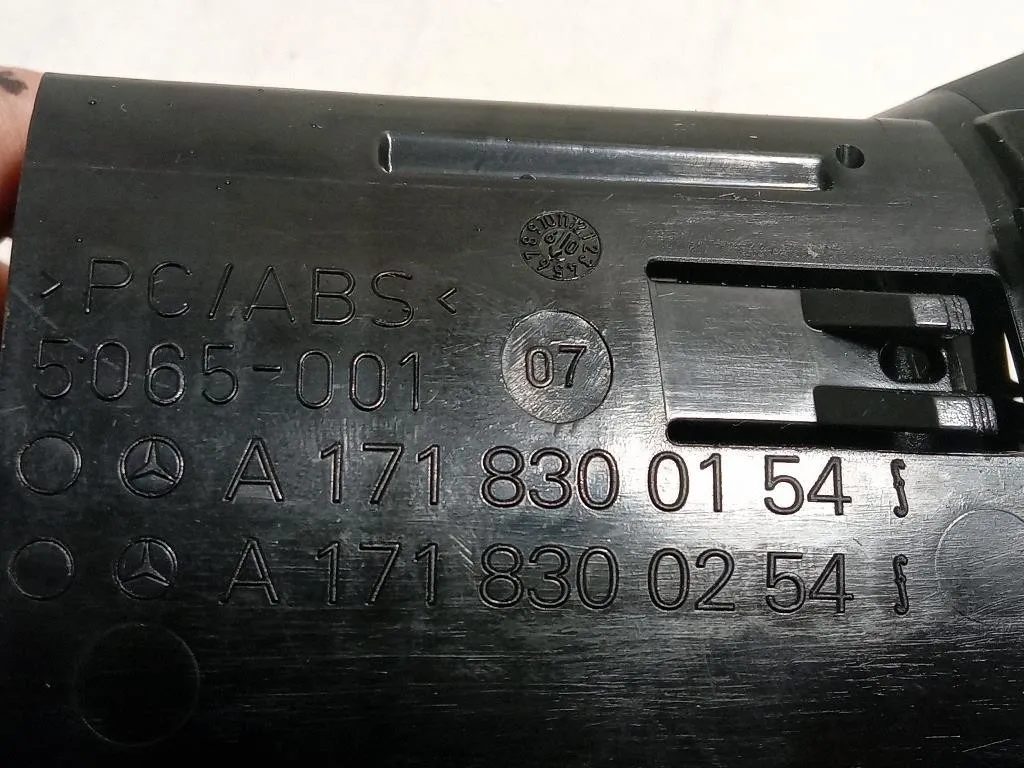 >PC/ABS<
5065-001
07
A 171 830 01 54
A 171 830 02 54